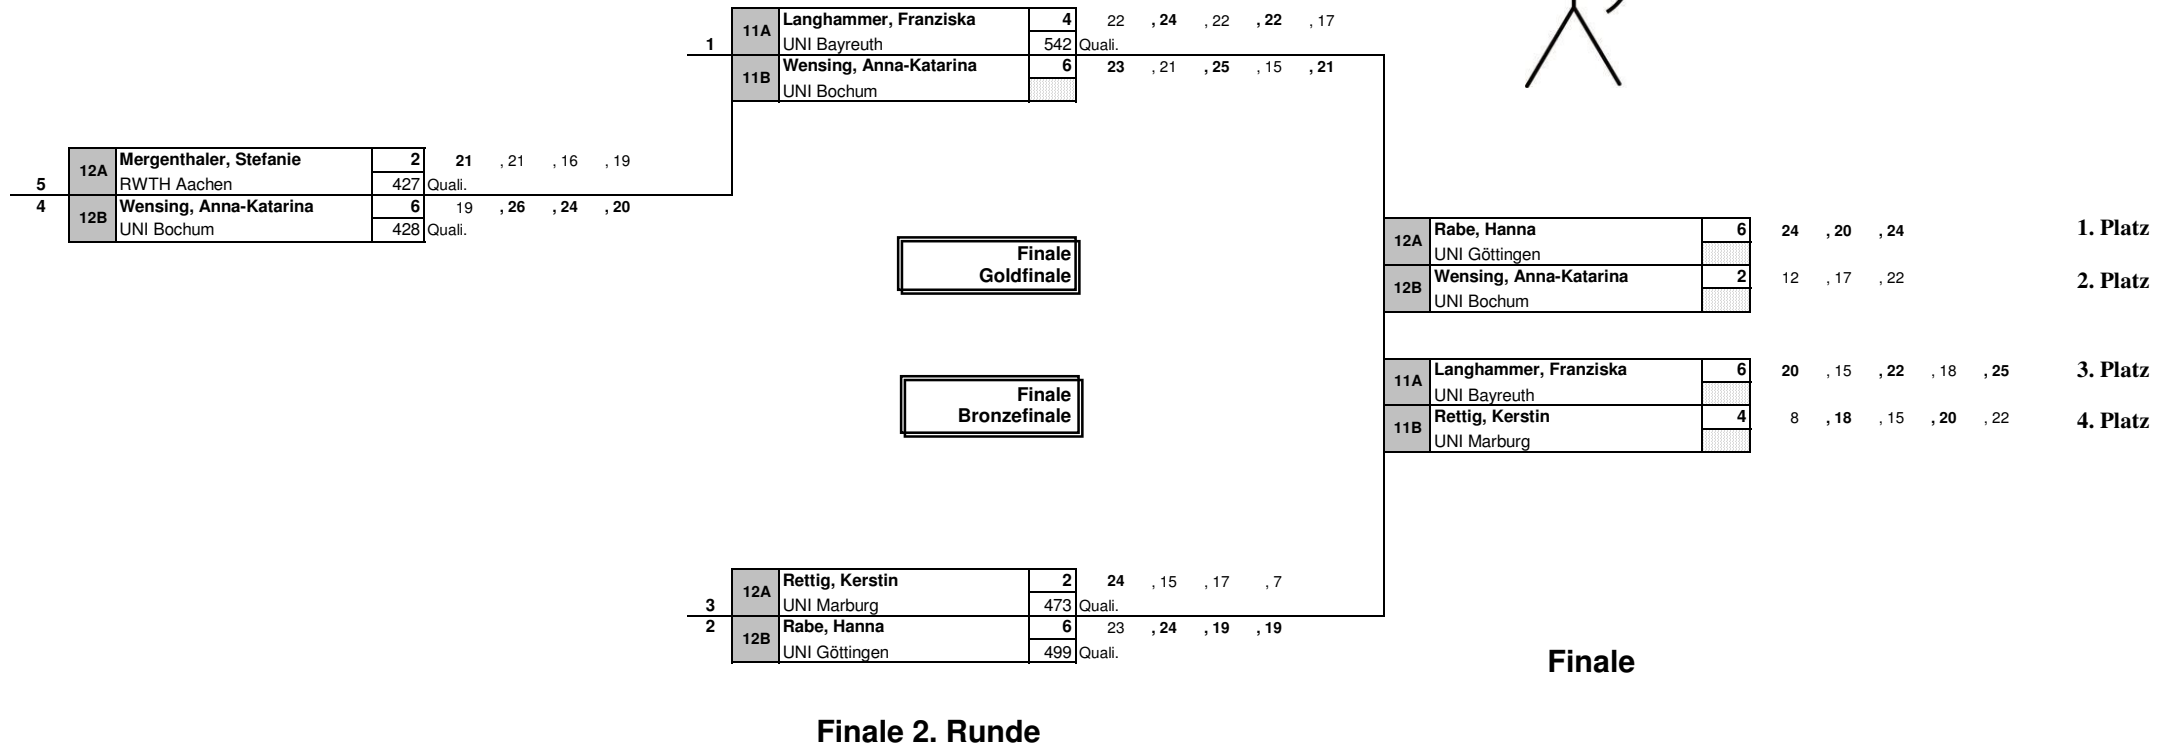 11A Langhammer, Franziska 4 22 , 24 , 22 , 22 , 17
1 UNI Bayreuth 542 Quali.
11B Wensing, Anna-Katarina 6 23 , 21 , 25 , 15 , 21
UNI Bochum
12A Mergenthaler, Stefanie 2 21 , 21 , 16 , 19
5 RWTH Aachen 427 Quali.
4 12B Wensing, Anna-Katarina 6 19 , 26 , 24 , 20
UNI Bochum 428 Quali.
Finale
Goldfinale
12A Rabe, Hanna 6 24 , 20 , 24 1. Platz
UNI Göttingen
12B Wensing, Anna-Katarina 2 12 , 17 , 22 2. Platz
UNI Bochum
Finale
Bronzefinale
11A Langhammer, Franziska 6 20 , 15 , 22 , 18 , 25 3. Platz
UNI Bayreuth
11B Rettig, Kerstin 4 8 , 18 , 15 , 20 , 22 4. Platz
UNI Marburg
12A Rettig, Kerstin 2 24 , 15 , 17 , 7
3 UNI Marburg 473 Quali.
2 12B Rabe, Hanna 6 23 , 24 , 19 , 19
UNI Göttingen 499 Quali.
Finale
Finale 2. Runde